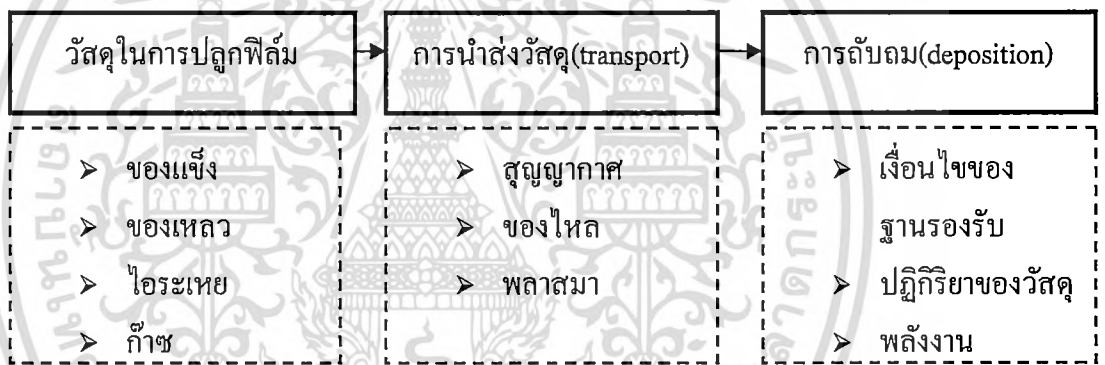 วัสดุในการปลูกฟิล์ม
การนำส่งวัสดุ(transport)
การถับถม(deposition)
➢ ของแข็ง
➢ ของเหลว
➢ ไอระเหย
➢ ก๊าซ
➢ สุญญากาศ
➢ ของไหล
➢ พลาสมา
➢ เงื่อนไขของ
ฐานรองรับ
➢ ปฏิกิริยาของวัสดุ
➢ พลังงาน